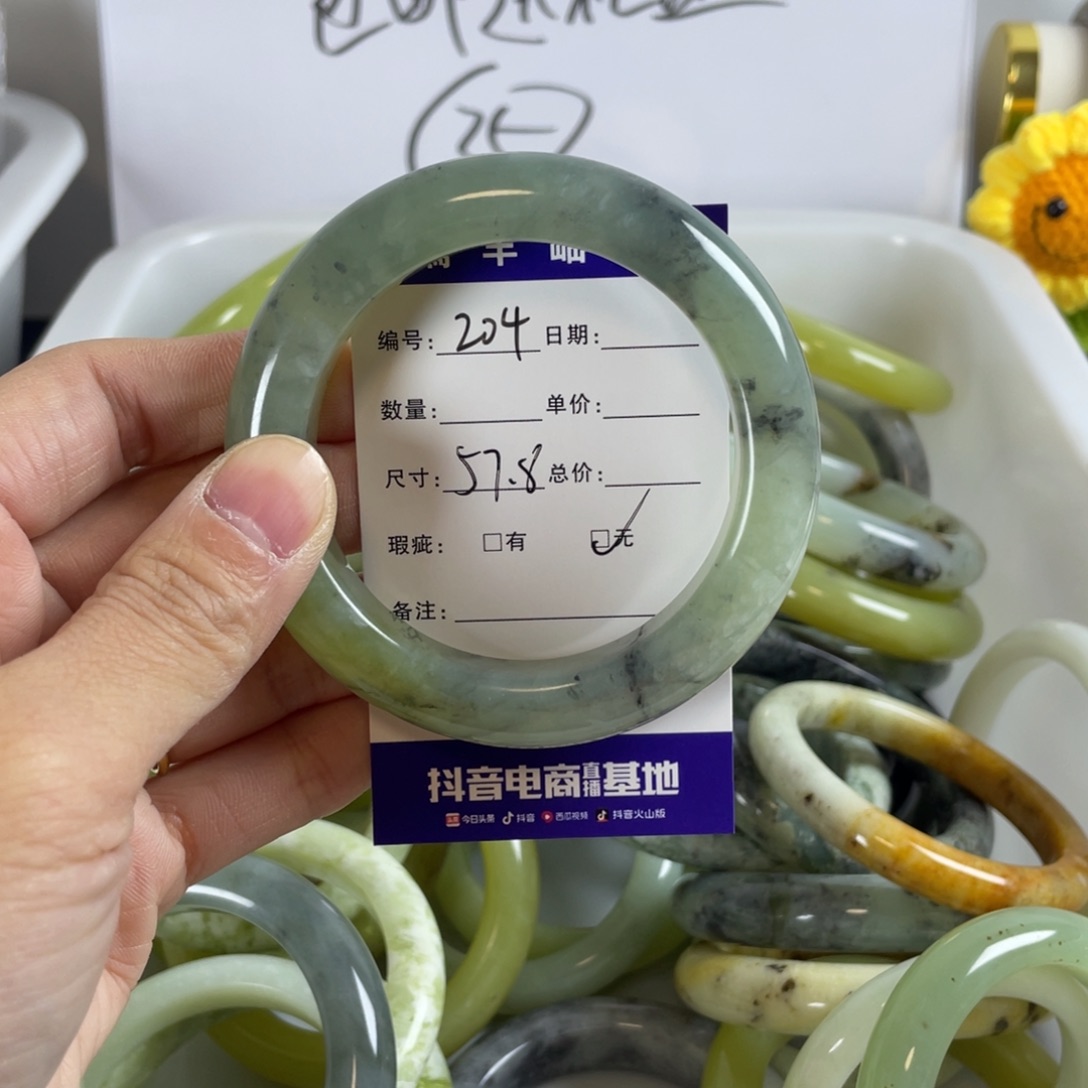 编号: 204 日期:
数量: 单价:
尺寸: 57.8 总价:
瑕疵: □有 ☑无
备注:
抖音电商直播基地
今日头条 抖音 西瓜视频 抖音火山版